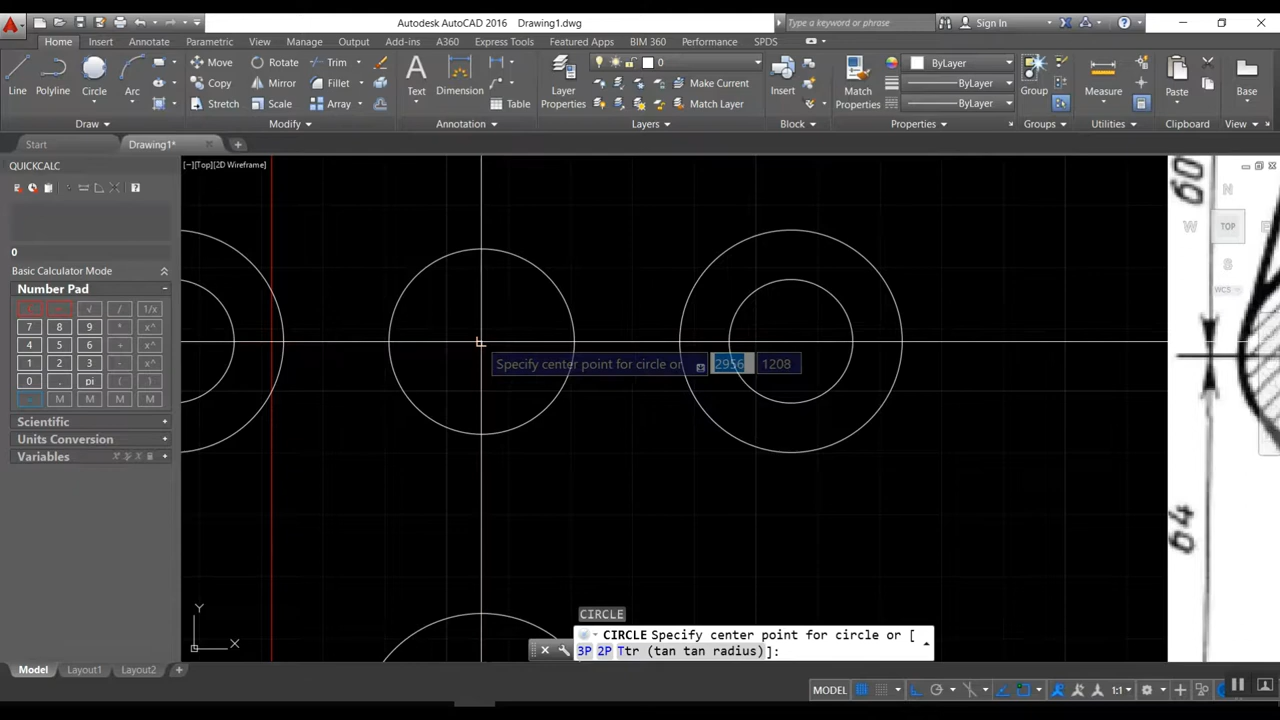 Autodesk AutoCAD 2016 Drawing1.dwg
Type a keyword or phrase
Sign In
Home Insert Annotate Parametric View Manage Output Add-ins A360 Express Tools Featured Apps BIM 360 Performance SPDS
Line Polyline Circle Arc
Move Rotate Trim
Copy Mirror Fillet
Stretch Scale Array
Text Dimension
Table
Layer Properties
0
Make Current
Match Layer
Insert
Match Properties
ByLayer
ByLayer
ByLayer
Group
Measure
Paste
Base
Draw Modify Annotation Layers Block Properties Groups Utilities Clipboard View
Start Drawing1* +
QUICKCALC
[−][Top][2D Wireframe]
0
Basic Calculator Mode
Number Pad
√ / 1/x
7 8 9 * x^
4 5 6 + x^
1 2 3 - x^
0 . pi ( )
= M M M M
Scientific
Units Conversion
Variables
Specify center point for circle or 2956 1208
60
N
W TOP E
S
WCS
64
Y
X
CIRCLE
CIRCLE Specify center point for circle or [
3P 2P Ttr (tan tan radius)]:
Model Layout1 Layout2 +
MODEL
1:1